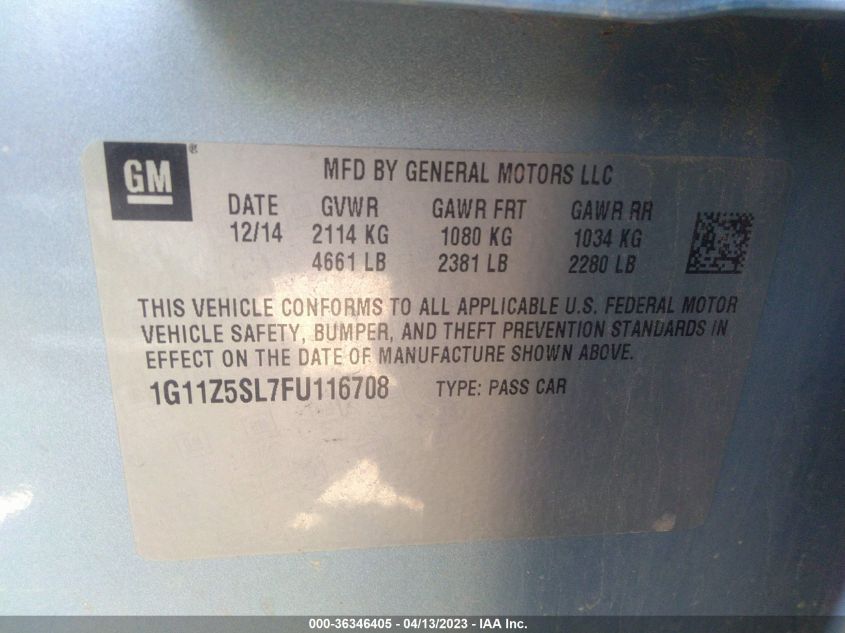 GM®
MFD BY GENERAL MOTORS LLC
DATE GVWR GAWR FRT GAWR RR
12/14 2114 KG 1080 KG 1034 KG
4661 LB 2381 LB 2280 LB
THIS VEHICLE CONFORMS TO ALL APPLICABLE U.S. FEDERAL MOTOR
VEHICLE SAFETY, BUMPER, AND THEFT PREVENTION STANDARDS IN
EFFECT ON THE DATE OF MANUFACTURE SHOWN ABOVE.
1G11Z5SL7FU116708 TYPE: PASS CAR
000-36346405 - 04/13/2023 - IAA Inc.